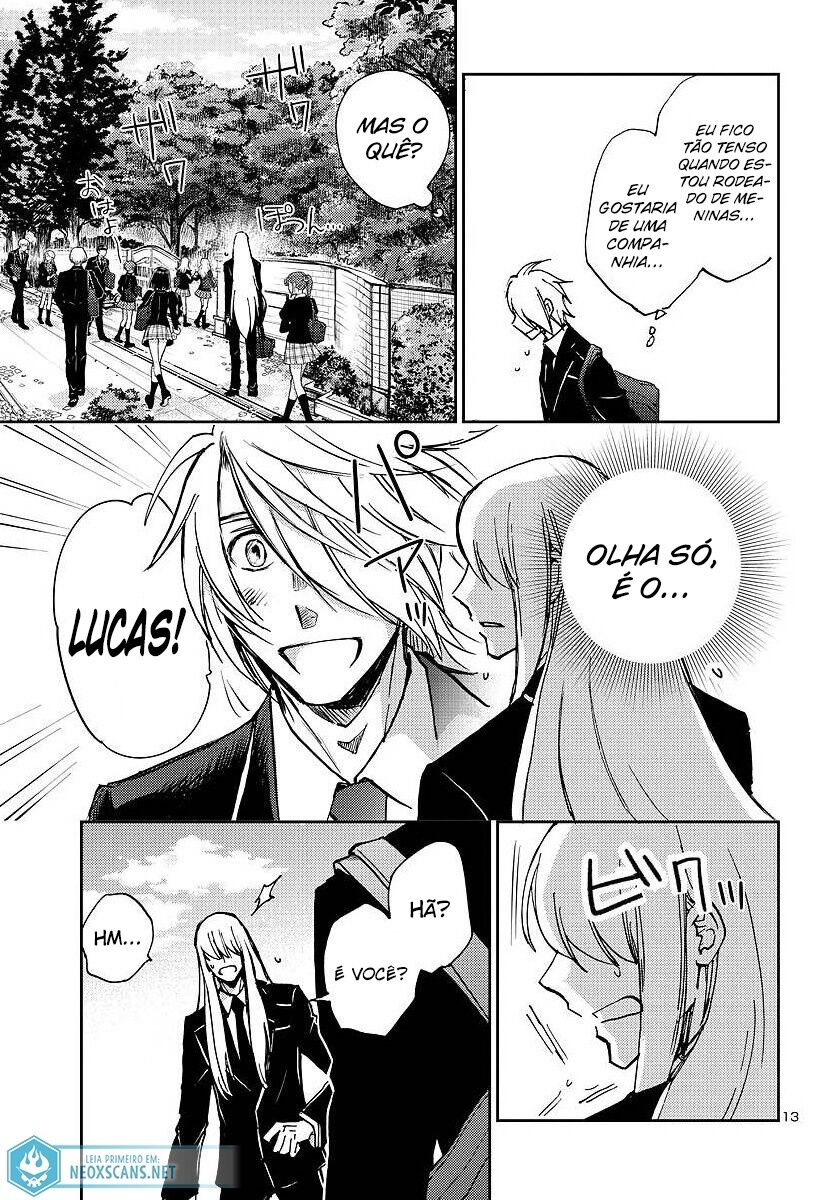 EU FICO
TÃO TENSO
QUANDO ES-
TOU RODEA-
DO DE ME-
NINAS...
EU
GOSTARIA
DE UMA
COMPA-
NHIA...
MAS O
QUÊ?
ザワ
ザワ
おはよ
ぽつん...
OLHA SÓ,
É O...
LUCAS!
パ
ビクッ
HÃ?
É VOCÊ?
HM...
13
LEIA PRIMEIRO EM:
NEOXSCANS.NET